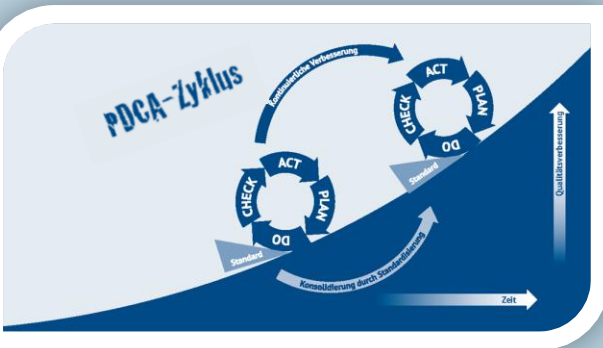 PDCA-Zyklus
Kontinuierliche Verbesserung
ACT
PLAN
DO
CHECK
Standard
ACT
PLAN
DO
CHECK
Standard
Konsolidierung durch Standardisierung
Qualitätsverbesserung
Zeit